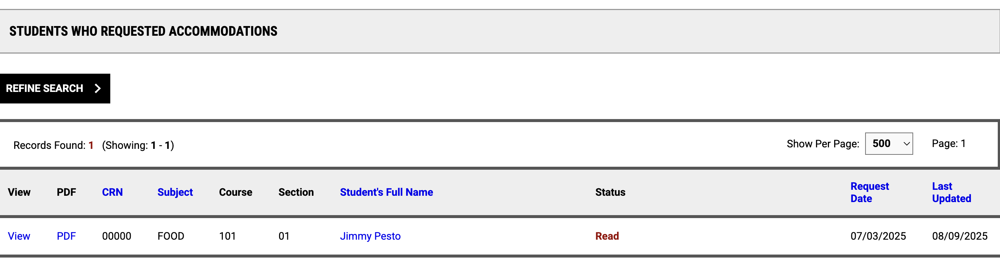 STUDENTS WHO REQUESTED ACCOMMODATIONS
REFINE SEARCH
Records Found: 1 (Showing: 1 - 1) Show Per Page: 500 Page: 1
View PDF CRN Subject Course Section Student's Full Name Status Request Date Last Updated
View PDF 00000 FOOD 101 01 Jimmy Pesto Read 07/03/2025 08/09/2025